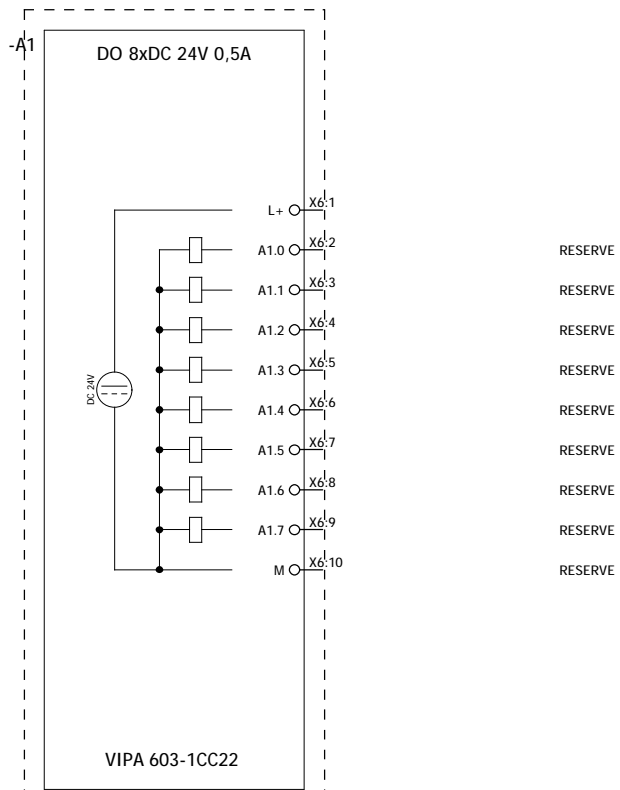 -A1
DO 8xDC 24V 0,5A
L+ X6:1
A1.0 X6:2 RESERVE
A1.1 X6:3 RESERVE
A1.2 X6:4 RESERVE
A1.3 X6:5 RESERVE
DC 24V
A1.4 X6:6 RESERVE
A1.5 X6:7 RESERVE
A1.6 X6:8 RESERVE
A1.7 X6:9 RESERVE
M X6:10 RESERVE
VIPA 603-1CC22